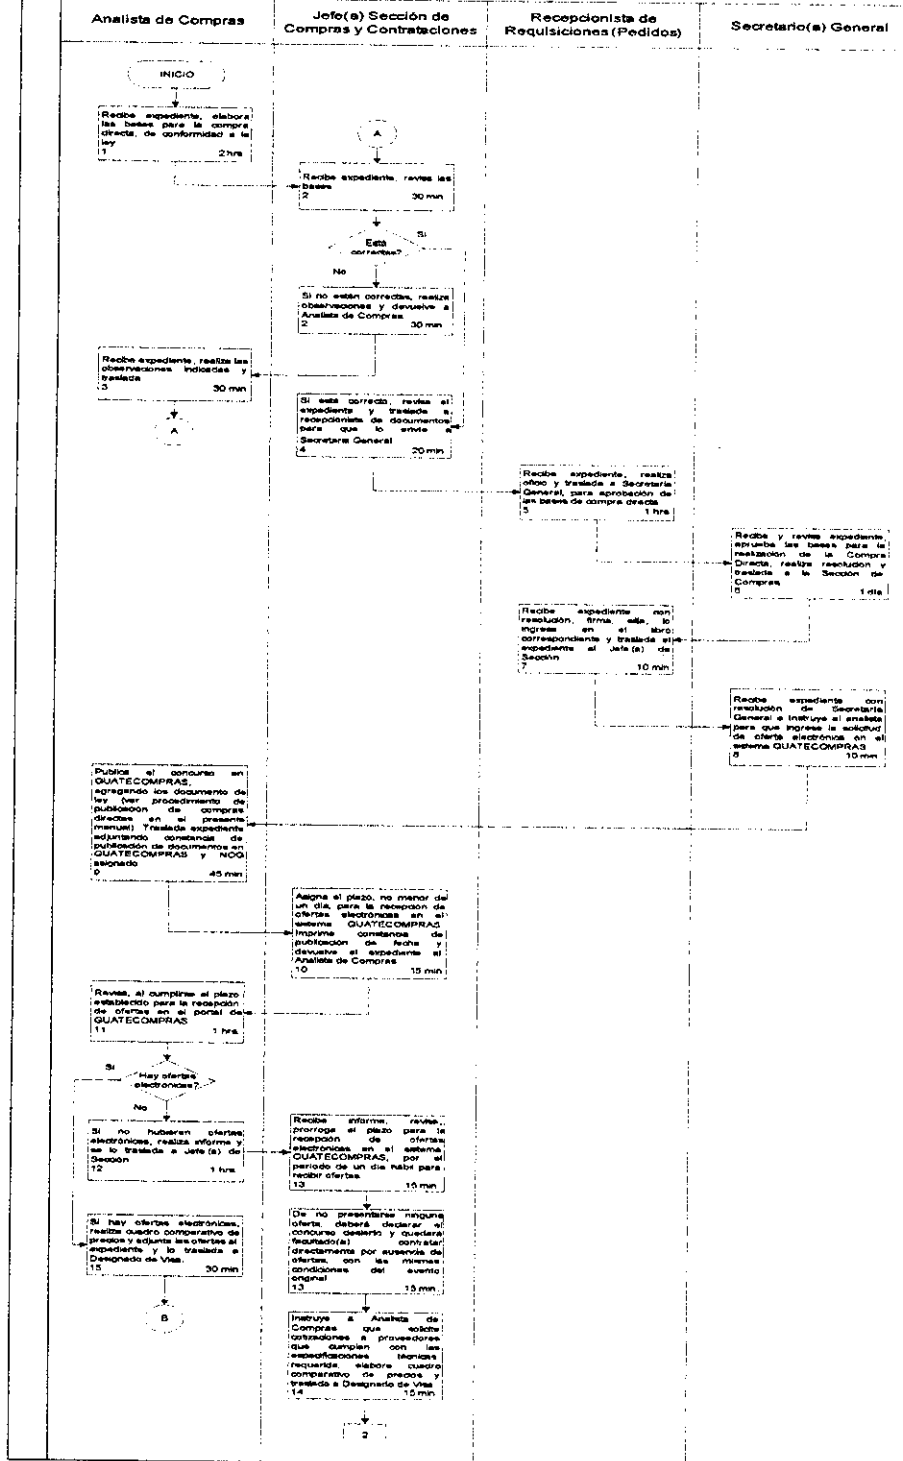 Analista de Compras
Jefe(a) Sección de
Compras y Contrataciones
Recepcionista de
Requisiciones (Pedidos)
Secretario(a) General
INICIO
Recibe expediente, elabora
las bases para la compra
directa, de conformidad a la
ley
1 2 hrs
A
Recibe expediente, revisa las
bases
2 30 min
Está
correctas?
Si
No
Si no están correctas, realiza
observaciones y devuelve a
Analista de Compras
2 30 min
Recibe expediente, realiza las
observaciones indicadas y
traslada
3 30 min
A
Si está correcto, revisa el
expediente y traslada a
recepcionista de documentos
para que lo envíe a
Secretaría General
4 20 min
Recibe expediente, realiza
oficio y traslada a Secretaría
General, para aprobación de
las bases de compra directa
5 1 hrs
Recibe y revisa expediente,
aprueba las bases para la
realización de la Compra
Directa, realiza resolución y
traslada a la Sección de
Compras
6 1 día
Recibe expediente con
resolución, firma, sella, lo
ingresa en el libro
correspondiente y traslada el
expediente al Jefe(a) de
Sección
7 10 min
Recibe expediente con
resolución de Secretaría
General e instruye al analista
para que ingrese la solicitud
de oferta electrónica en el
sistema GUATECOMPRAS
8 10 min
Publica el concurso en
GUATECOMPRAS,
agregando los documento de
ley (ver procedimiento de
publicación de compras
directas en el presente
manual) Traslada expediente
adjuntando constancia de
publicación de documentos en
GUATECOMPRAS y NOG
asignado
9 45 min
Asigna el plazo, no menor de
un día, para la recepción de
ofertas electrónicas en el
sistema GUATECOMPRAS
Imprime constancia de
publicación de fecha y
devuelve el expediente al
Analista de Compras
10 15 min
Revisa, al cumplirse el plazo
establecido para la recepción
de ofertas en el portal de
GUATECOMPRAS
11 1 hrs
Si
Hay ofertas
electrónicas?
No
Si no hubieran ofertas
electrónicas, realiza informe y
se lo traslada a Jefe(a) de
Sección
12 1 hrs
Recibe informe, revisa,
prorroga el plazo para la
recepción de ofertas
electrónicas en el sistema
GUATECOMPRAS, por el
período de un día hábil para
recibir ofertas
13 15 min
De no presentarse ninguna
oferta, deberá declarar el
concurso desierto y quedará
facultado(a) contratar
directamente por ausencia de
ofertas, con las mismas
condiciones del evento
original
13 15 min
Si hay ofertas electrónicas,
realiza cuadro comparativo de
precios y adjunta las ofertas al
expediente y lo traslada a
Designado de Visa.
15 30 min
B
Instruye a Analista de
Compras que solicite
cotizaciones a proveedores
que cumplan con las
especificaciones técnicas
requerida, elabore cuadro
comparativo de precios y
traslada a Designado de Visa
14 15 min
2